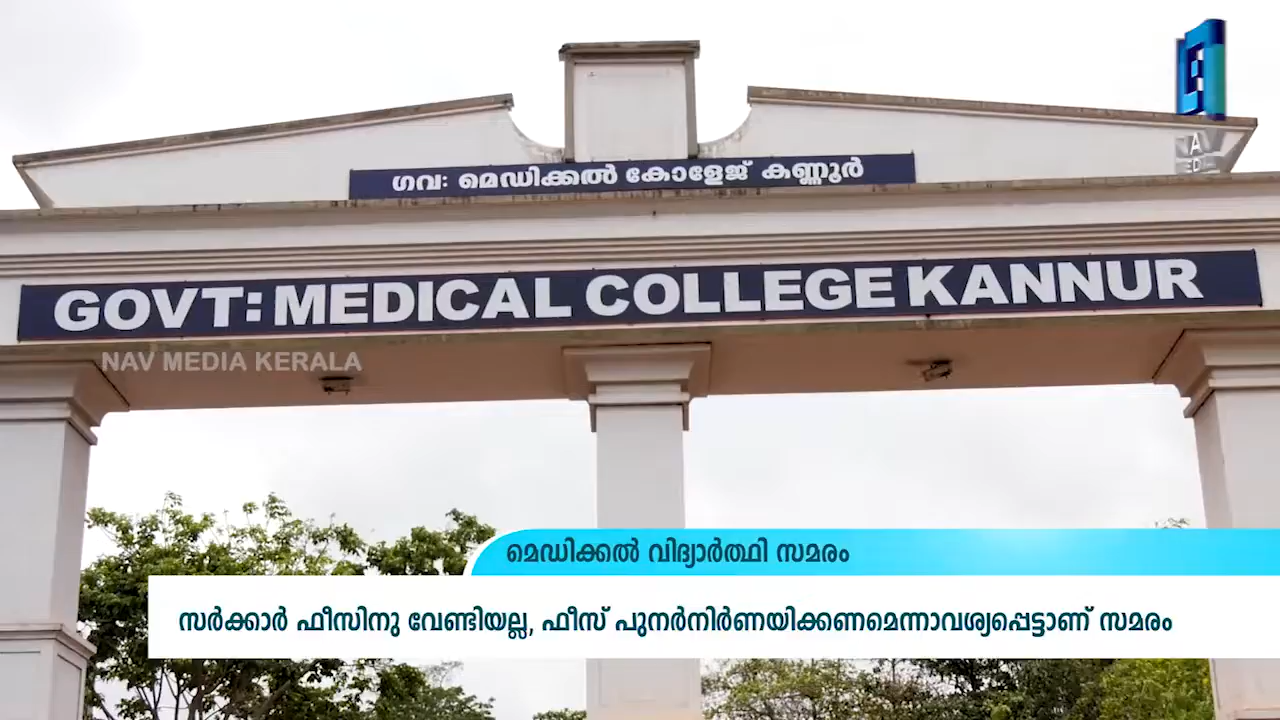 ഗവ: മെഡിക്കൽ കോളേജ് കണ്ണൂർ
GOVT: MEDICAL COLLEGE KANNUR
NAV MEDIA KERALA
മെഡിക്കൽ വിദ്യാർത്ഥി സമരം
സർക്കാർ ഫീസിനു വേണ്ടിയല്ല, ഫീസ് പുനർനിർണയിക്കണമെന്നാവശ്യപ്പെട്ടാണ് സമരം